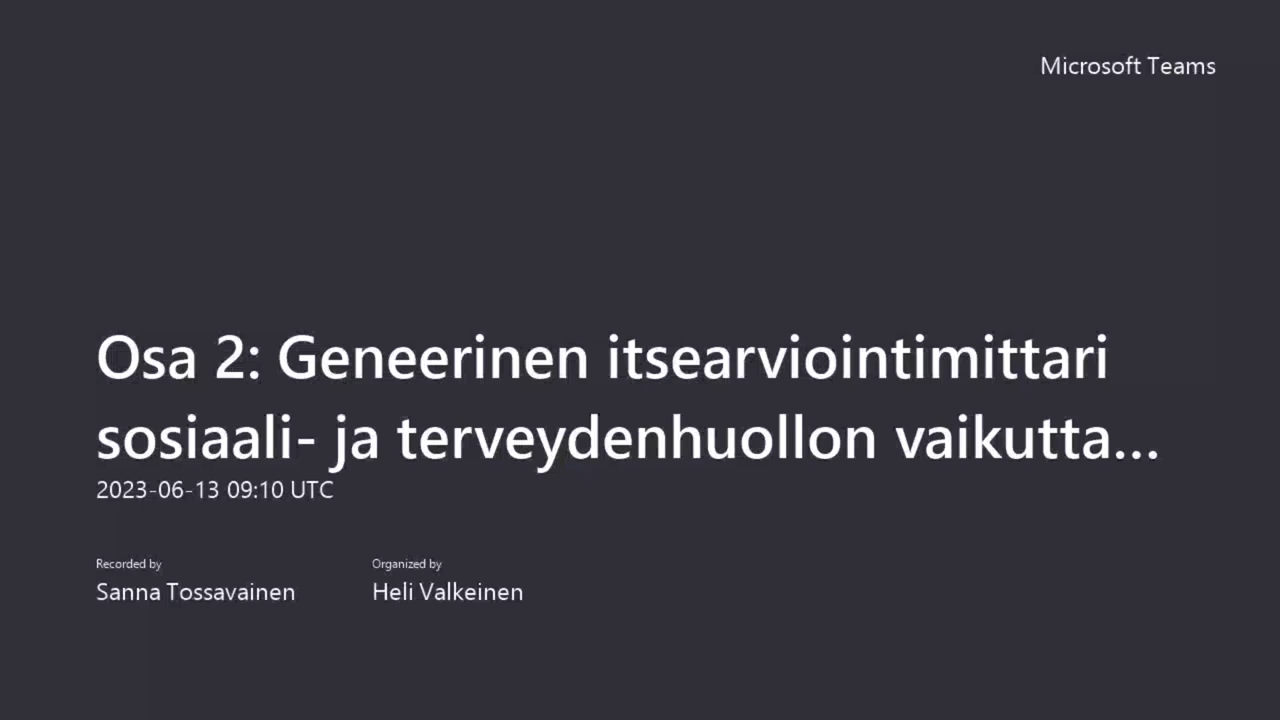 Microsoft Teams
Osa 2: Geneerinen itsearviointimittari
sosiaali- ja terveydenhuollon vaikutta...
2023-06-13 09:10 UTC
Recorded by
Sanna Tossavainen
Organized by
Heli Valkeinen